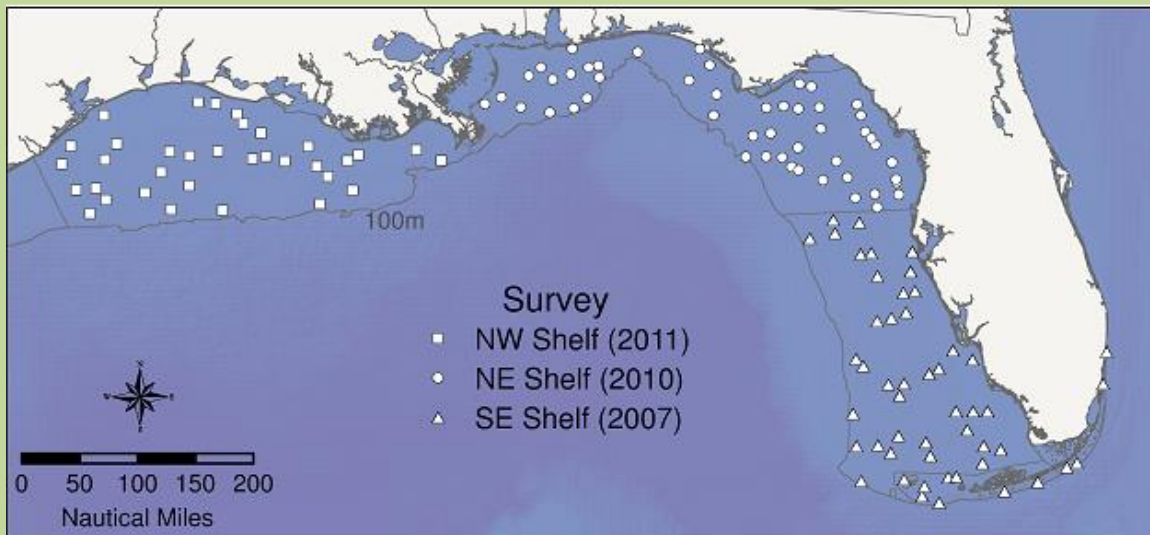 100m
Survey
NW Shelf (2011)
NE Shelf (2010)
SE Shelf (2007)
N
W
E
S
0 50 100 150 200
Nautical Miles